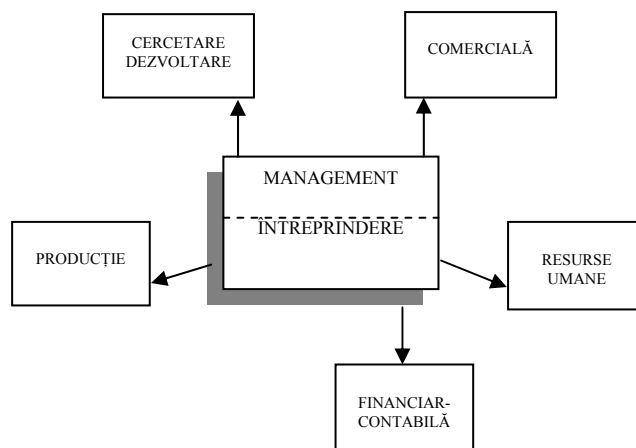 CERCETARE
DEZVOLTARE
COMERCIALĂ
MANAGEMENT
ÎNTREPRINDERE
PRODUCȚIE
RESURSE
UMANE
FINANCIAR-
CONTABILĂ